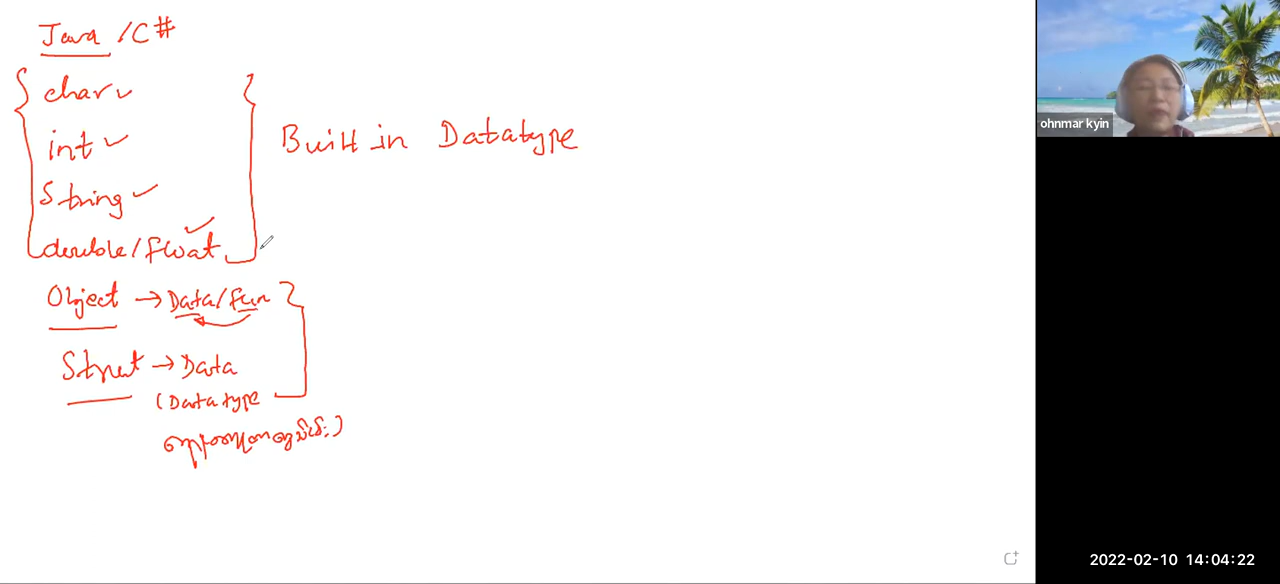 Java /C#
char
int
String
double/float
Built in Datatype
Object → Data/fun
Struct → Data
(Datatype
ohnmar kyin
2022-02-10 14:04:22